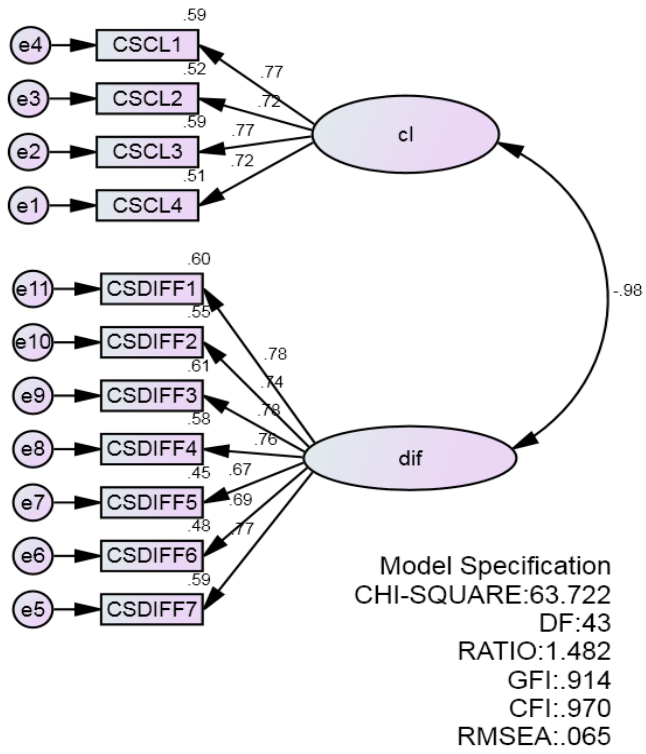 .59
e4 CSCL1
.77
.52
e3 CSCL2 .72
.59
e2 CSCL3 .77 cl
.51 .72
e1 CSCL4
.60
e11 CSDIFF1
-.98
.55
e10 CSDIFF2 .78
.61 .74
e9 CSDIFF3 .78
.58
e8 CSDIFF4 .76
dif
.45 .67
e7 CSDIFF5 .69
.48 .77
e6 CSDIFF6
.59
e5 CSDIFF7
Model Specification
CHI-SQUARE:63.722
DF:43
RATIO:1.482
GFI:.914
CFI:.970
RMSEA:.065